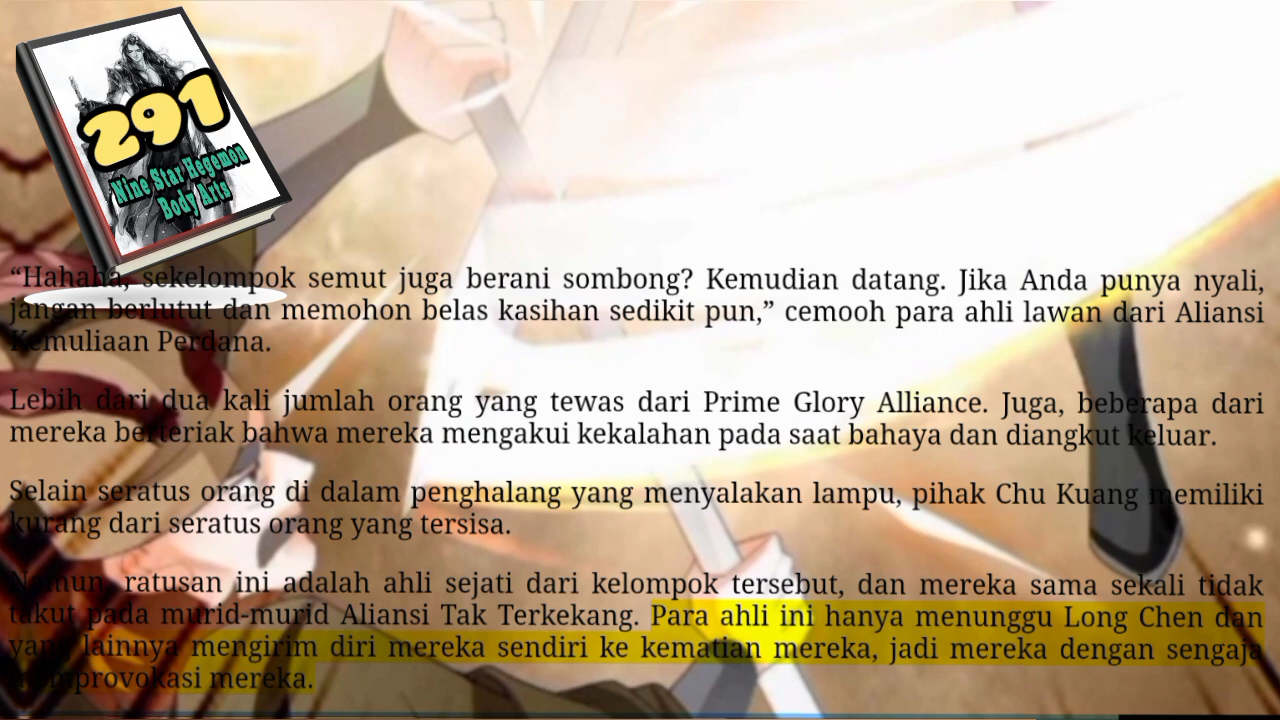 291
Nine Star Hegemon
Body Arts
“Hahaha, sekelompok semut juga berani sombong? Kemudian datang. Jika Anda punya nyali,
jangan berlutut dan memohon belas kasihan sedikit pun,” cemooh para ahli lawan dari Aliansi
Kemuliaan Perdana.
Lebih dari dua kali jumlah orang yang tewas dari Prime Glory Alliance. Juga, beberapa dari
mereka berteriak bahwa mereka mengakui kekalahan pada saat bahaya dan diangkut keluar.
Selain seratus orang di dalam penghalang yang menyalakan lampu, pihak Chu Kuang memiliki
kurang dari seratus orang yang tersisa.
Namun, ratusan ini adalah ahli sejati dari kelompok tersebut, dan mereka sama sekali tidak
takut pada murid-murid Aliansi Tak Terkekang. Para ahli ini hanya menunggu Long Chen dan
yang lainnya mengirim diri mereka sendiri ke kematian mereka, jadi mereka dengan sengaja
memprovokasi mereka.